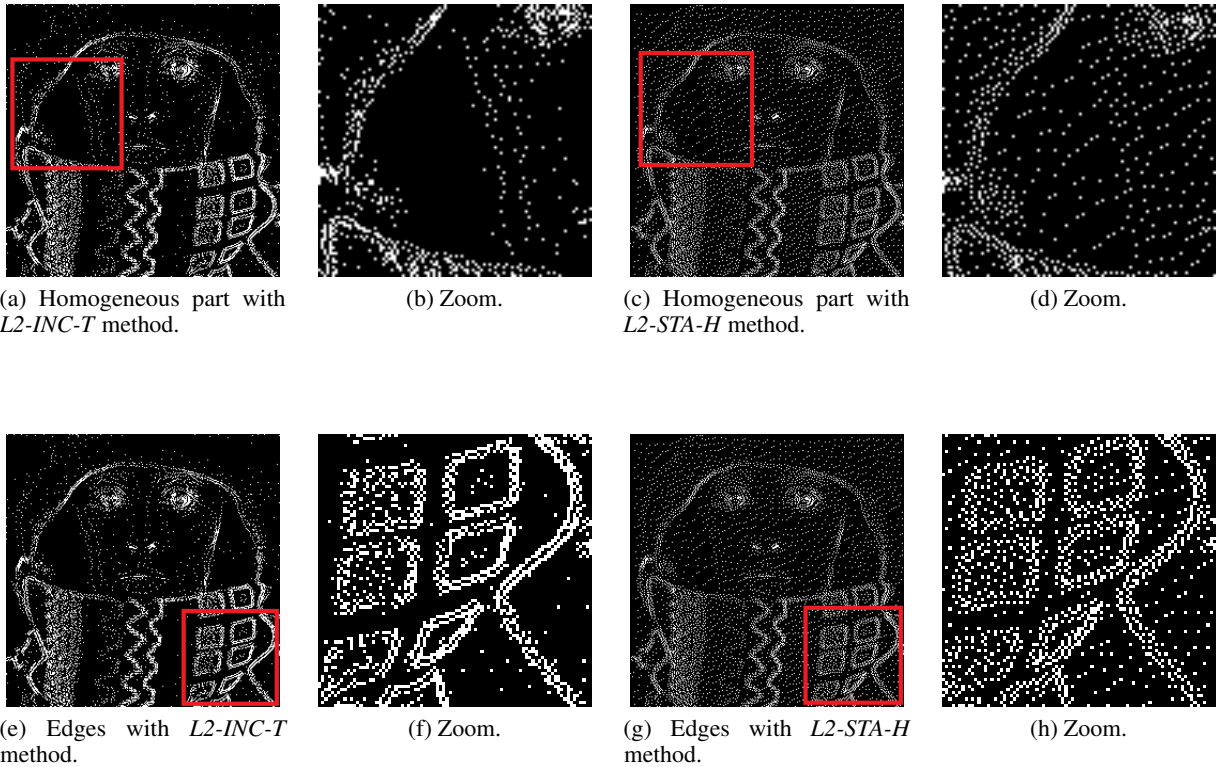 (a) Homogeneous part with
L2-INC-T method.
(b) Zoom.
(c) Homogeneous part with
L2-STA-H method.
(d) Zoom.
(e) Edges with L2-INC-T
method.
(f) Zoom.
(g) Edges with L2-STA-H
method.
(h) Zoom.